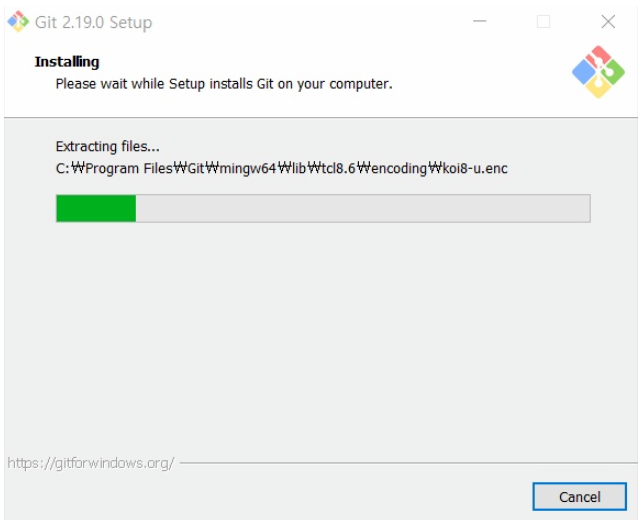 Git 2.19.0 Setup
Installing
Please wait while Setup installs Git on your computer.
Extracting files...
C:₩Program Files₩Git₩mingw64₩lib₩tcl8.6₩encoding₩koi8-u.enc
https://gitforwindows.org/
Cancel